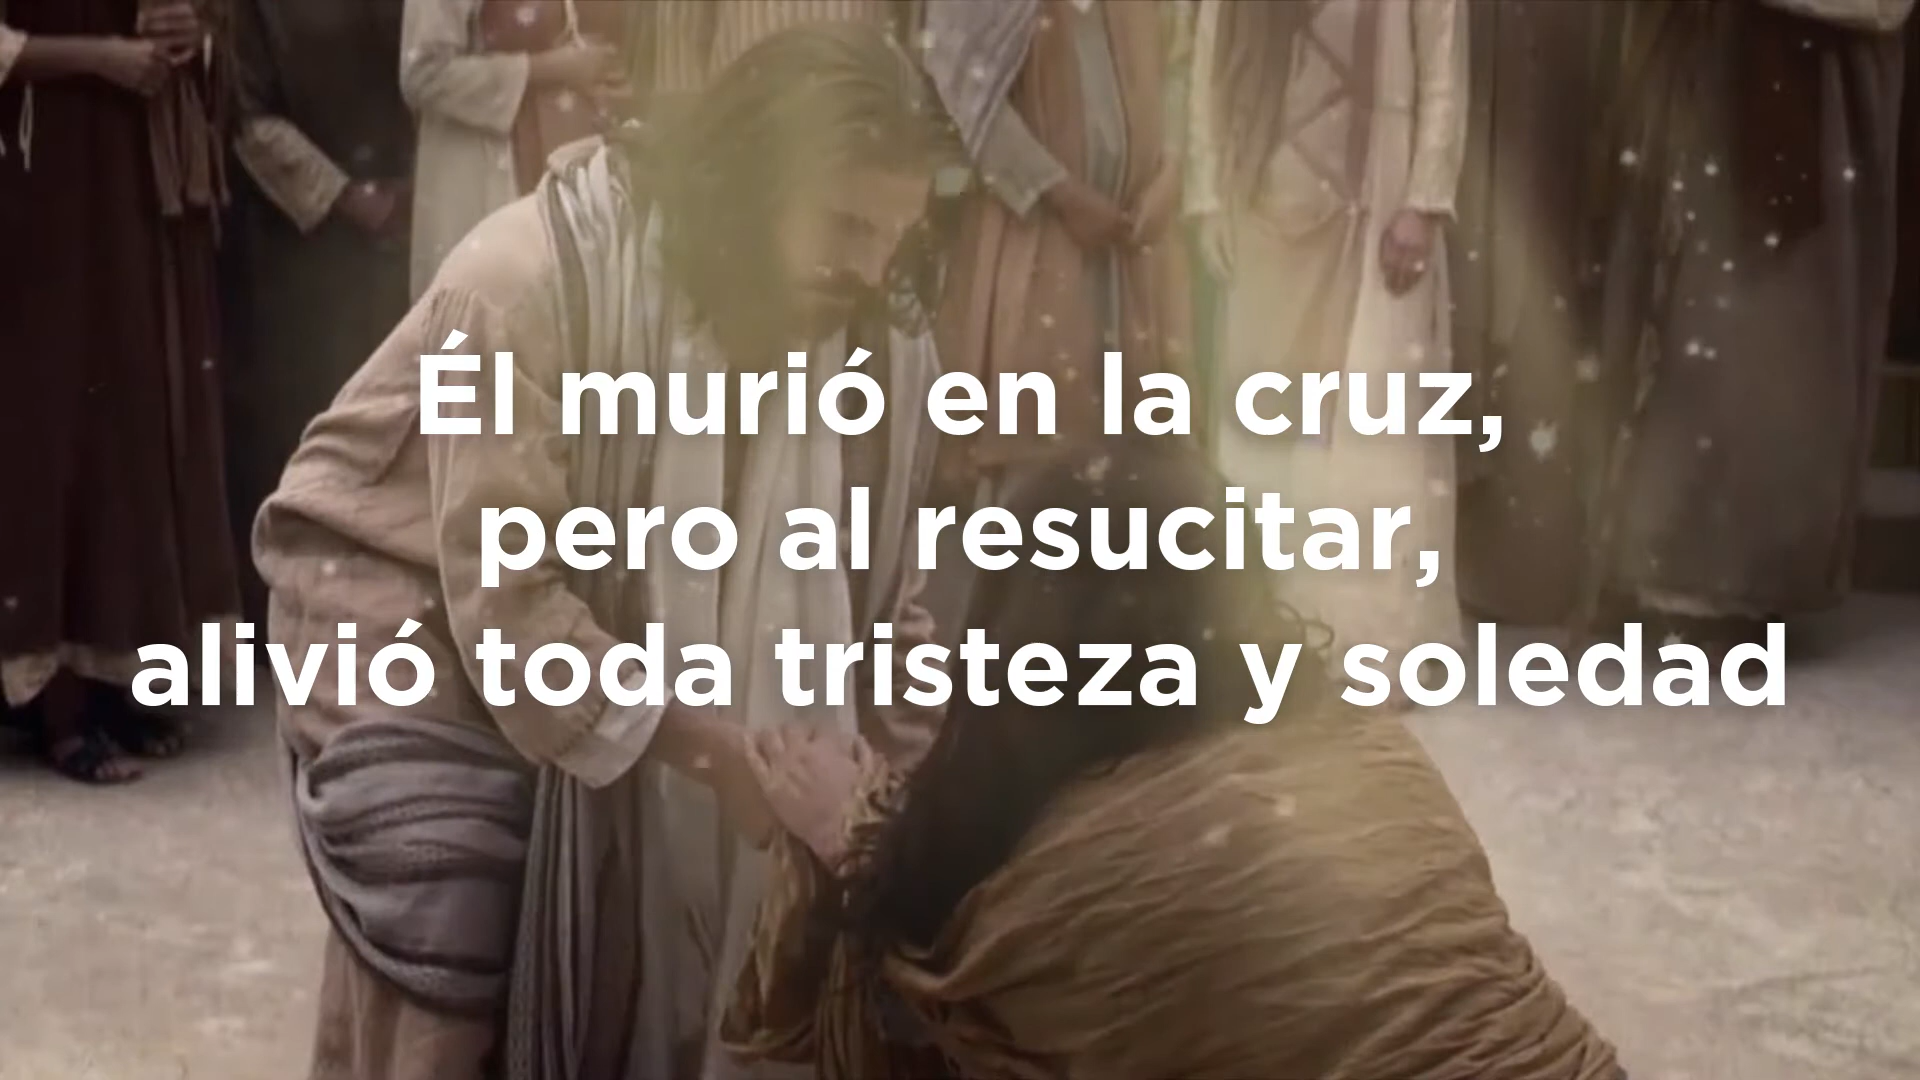 Él murió en la cruz,
pero al resucitar,
alivió toda tristeza y soledad